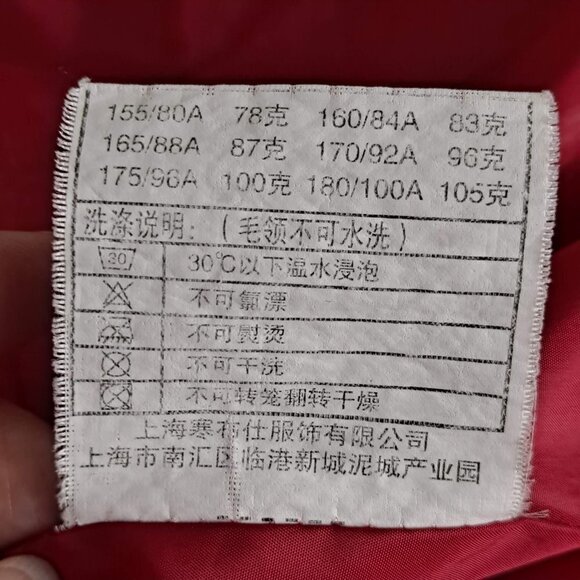 155/80A 78克 160/84A 83克
165/88A 87克 170/92A 96克
175/96A 100克 180/100A 105克
洗涤说明:(毛领不可水洗)
30 30℃以下温水浸泡
不可氯漂
不可熨烫
不可干洗
不可转笼翻转干燥
上海寒布仕服饰有限公司
上海市南汇区临港新城泥城产业园